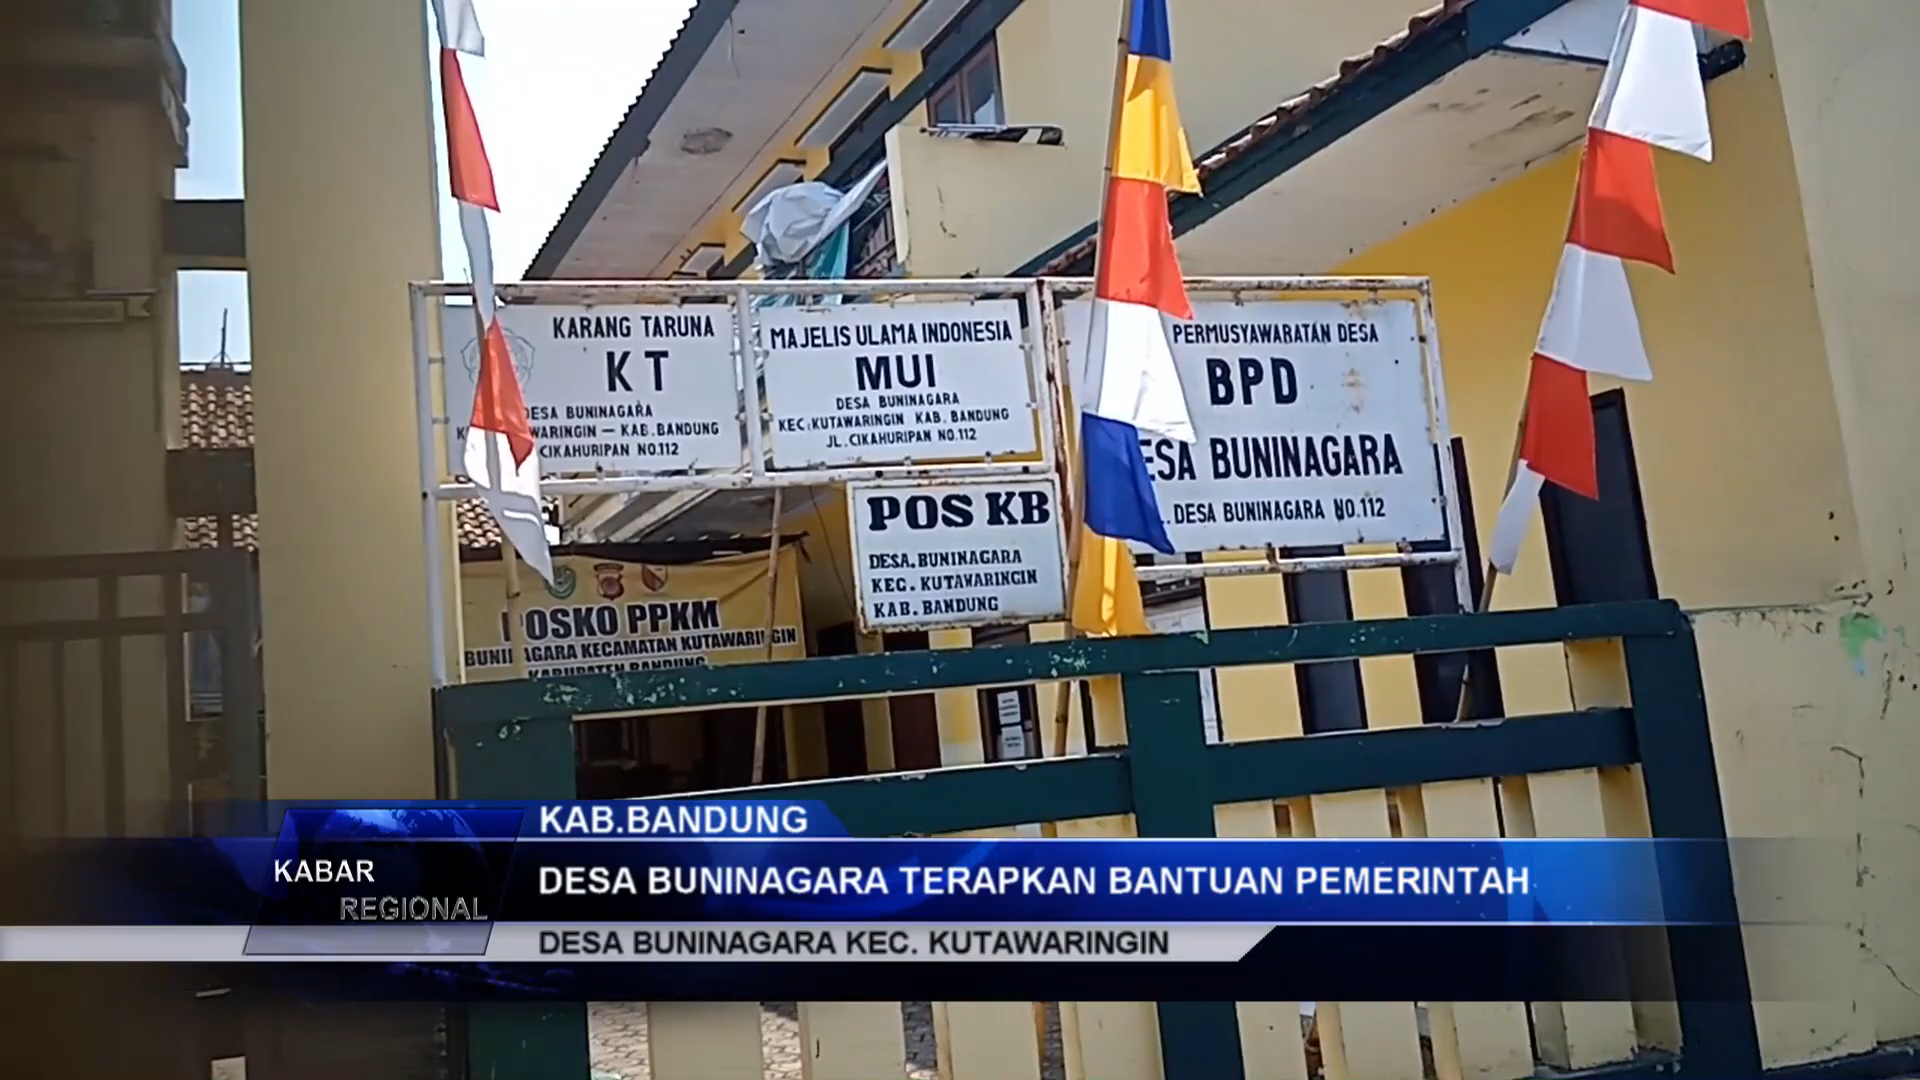 KARANG TARUNA
KT
DESA BUNINAGARA
WARINGIN — KAB. BANDUNG
CIKAHURIPAN NO.112
MAJELIS ULAMA INDONESIA
MUI
DESA BUNINAGARA
KEC. KUTAWARINGIN KAB. BANDUNG
JL. CIKAHURIPAN NO.112
PERMUSYAWARATAN DESA
BPD
ESA BUNINAGARA
DESA BUNINAGARA NO.112
POS KB
DESA. BUNINAGARA
KEC. KUTAWARINGIN
KAB. BANDUNG
POSKO PPKM
BUNINAGARA KECAMATAN KUTAWARINGIN
KABUPATEN BANDUNG
KAB.BANDUNG
KABAR
REGIONAL
DESA BUNINAGARA TERAPKAN BANTUAN PEMERINTAH
DESA BUNINAGARA KEC. KUTAWARINGIN